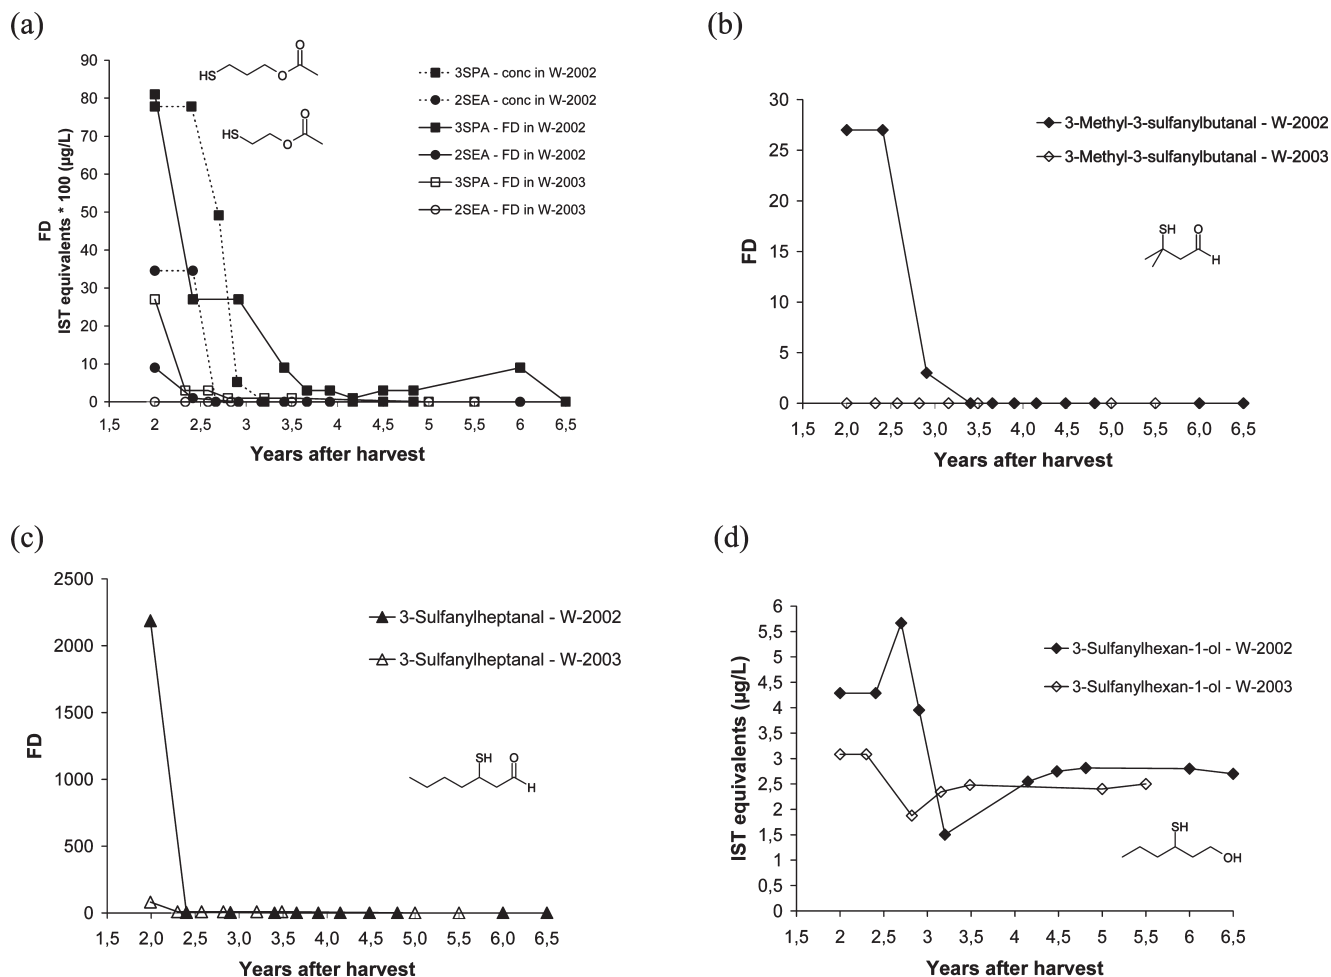 (a)
90
80
70
60
50
40
30
20
10
0
FD
IST equivalents * 100 (µg/L)
HS
O
O
HS
O
O
3SPA - conc in W-2002
2SEA - conc in W-2002
3SPA - FD in W-2002
2SEA - FD in W-2002
3SPA - FD in W-2003
2SEA - FD in W-2003
1,5 2 2,5 3 3,5 4 4,5 5 5,5 6 6,5
Years after harvest
(b)
30
25
20
15
10
5
0
FD
3-Methyl-3-sulfanylbutanal - W-2002
3-Methyl-3-sulfanylbutanal - W-2003
SH O
H
1,5 2,0 2,5 3,0 3,5 4,0 4,5 5,0 5,5 6,0 6,5
Years after harvest
(c)
2500
2000
1500
1000
500
0
FD
3-Sulfanylheptanal - W-2002
3-Sulfanylheptanal - W-2003
SH O
H
1,5 2,0 2,5 3,0 3,5 4,0 4,5 5,0 5,5 6,0 6,5
Years after harvest
(d)
6
5,5
5
4,5
4
3,5
3
2,5
2
1,5
1
0,5
0
IST equivalents (µg/L)
3-Sulfanylhexan-1-ol - W-2002
3-Sulfanylhexan-1-ol - W-2003
SH
OH
1,5 2 2,5 3 3,5 4 4,5 5 5,5 6 6,5
Years after harvest